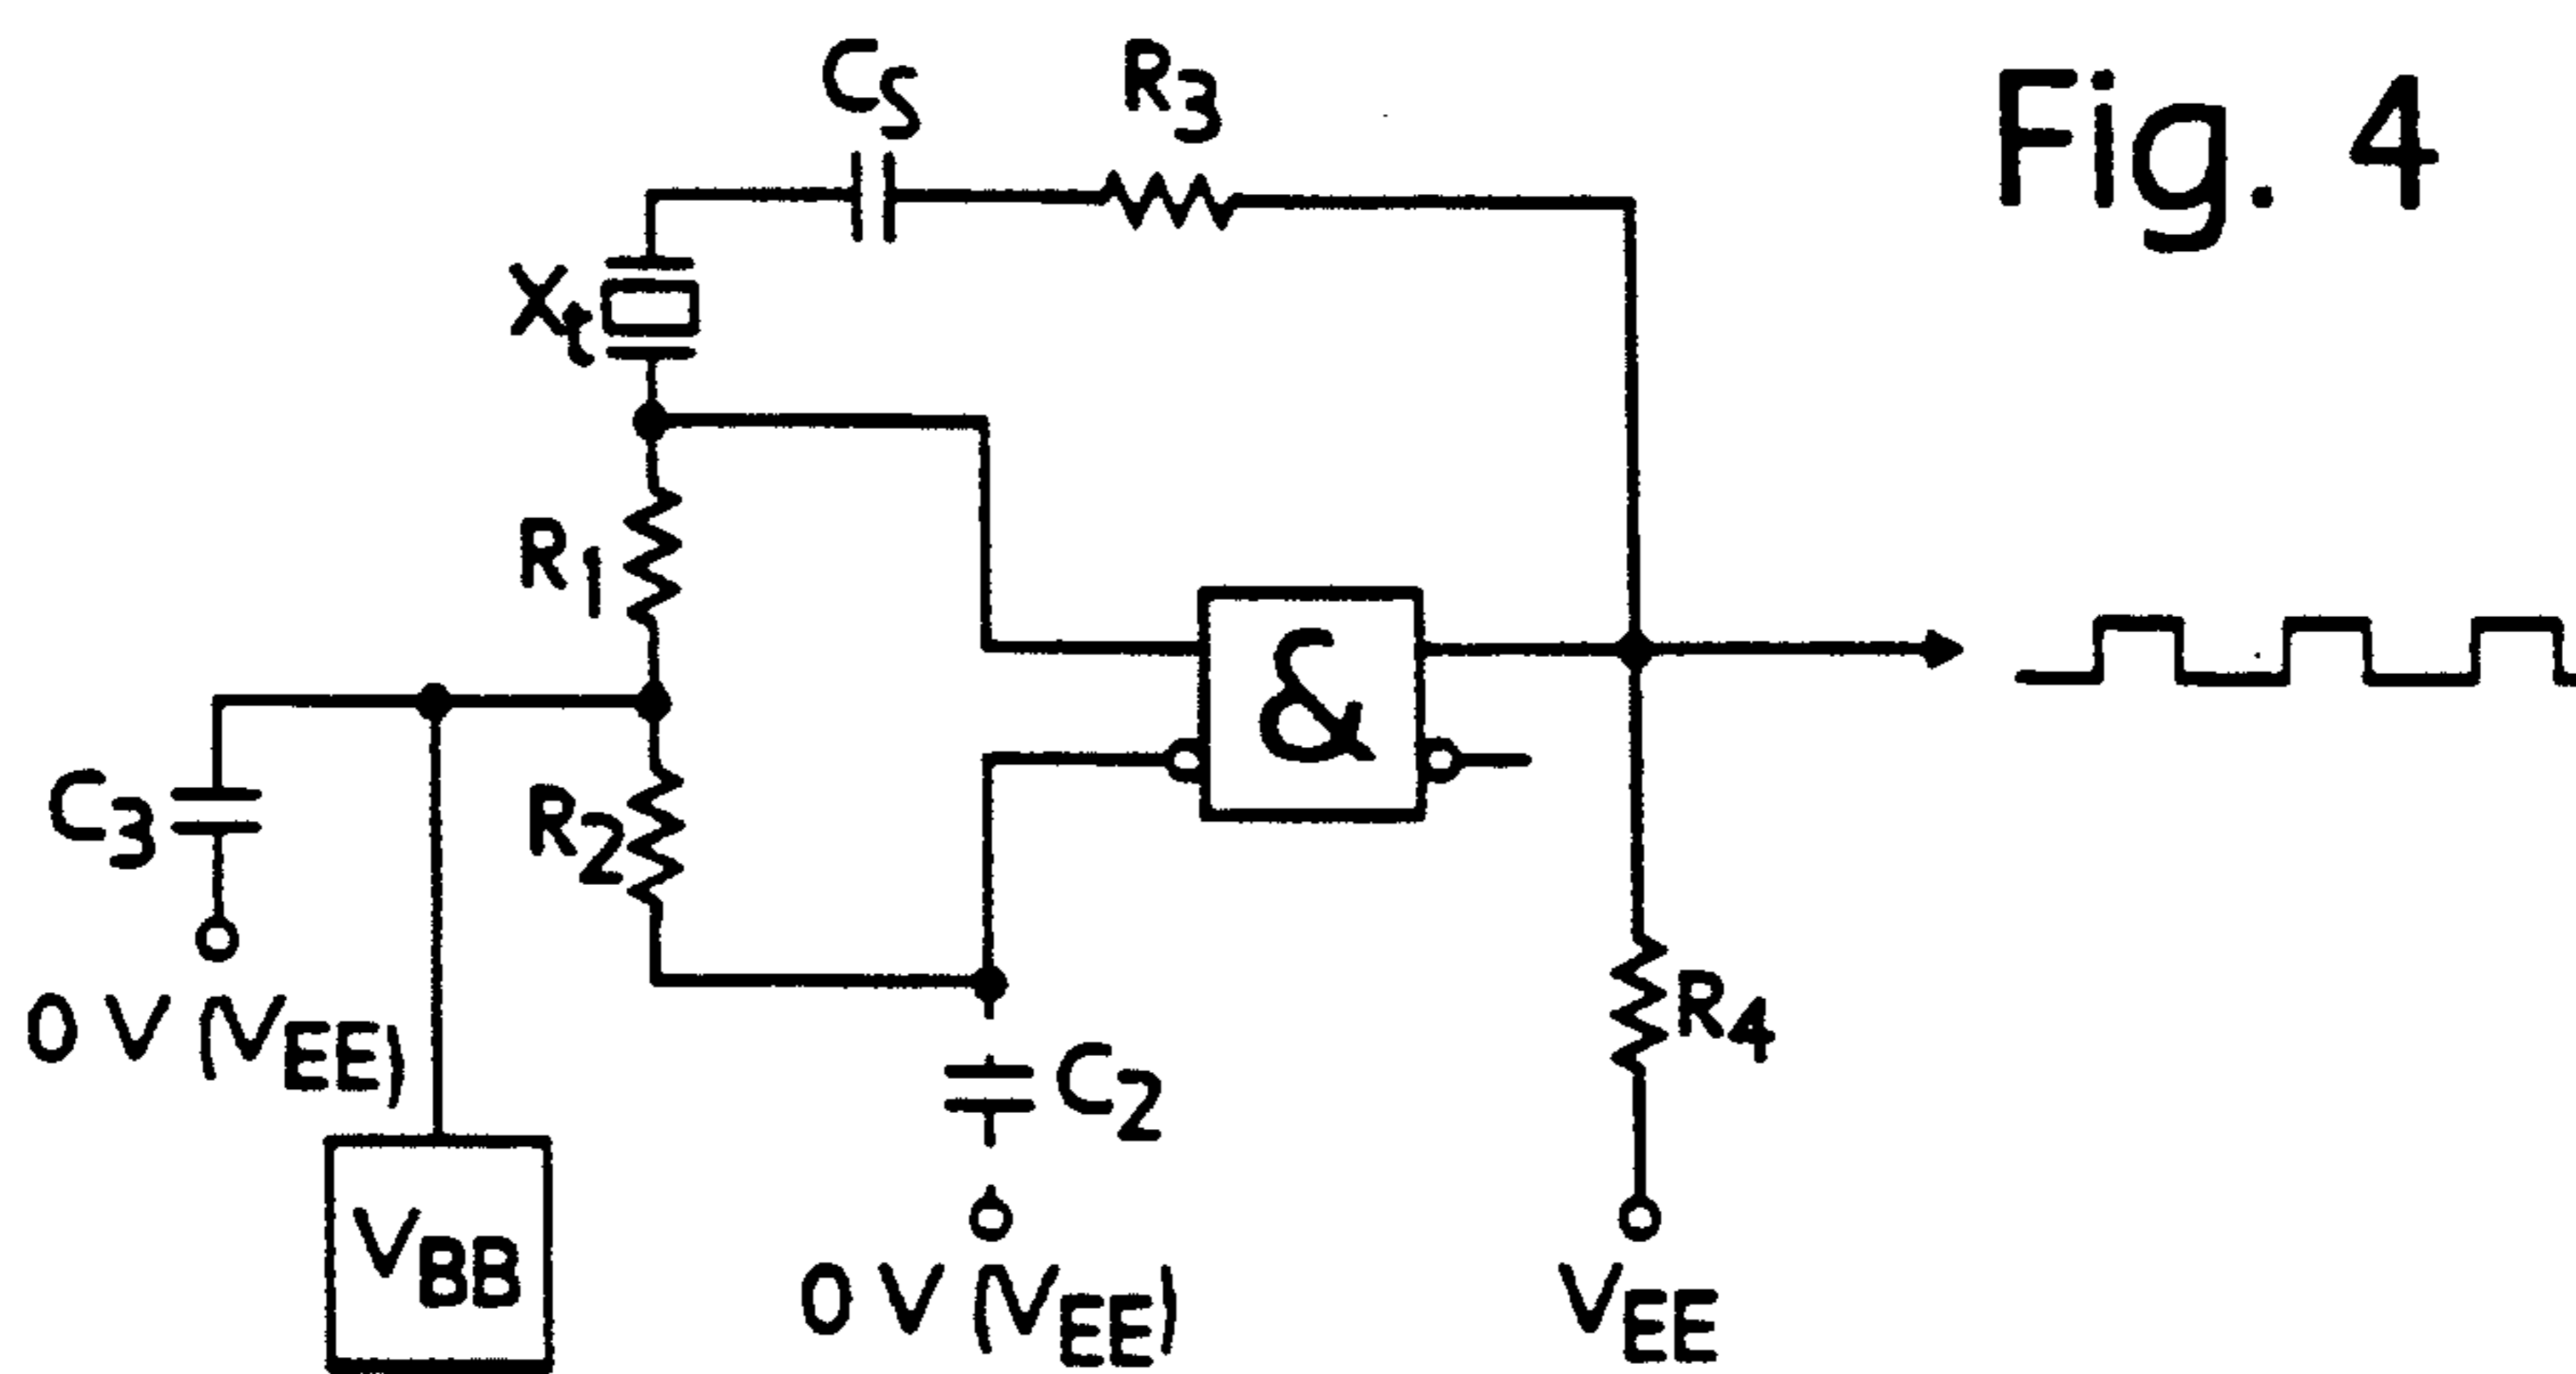 Fig. 4
CS
R3
Xt
R1
&
C3
R2
0 V (VEE)
R4
C2
VBB
0 V (VEE)
VEE